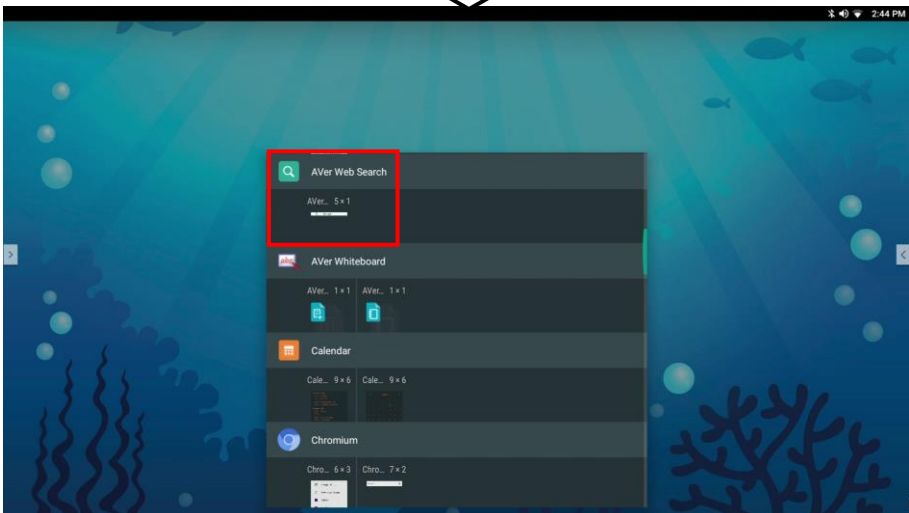 2:44 PM
AVer Web Search
AVer... 5×1
AVer Whiteboard
AVer... 1×1 AVer... 1×1
Calendar
Cale... 9×6 Cale... 9×6
Chromium
Chro... 6×3 Chro... 7×2